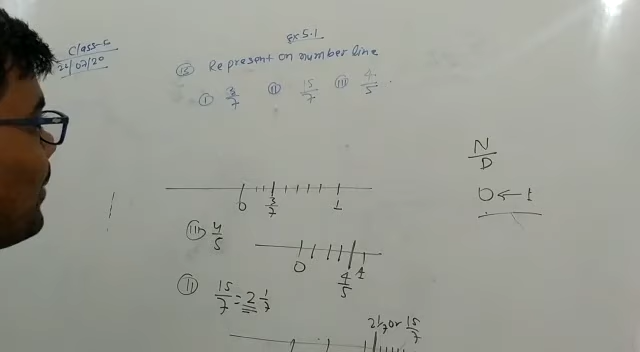 Ex 5.1
Class-6
25/07/20
Represent on number line
(i) 3/7 (ii) 15/7 (iii) 4/5
N/D
0 3/7 1
0 ← 1
(iii) 4/5
0 4/5 1
(ii) 15/7 = 2 1/7
2 1/7 or 15/7